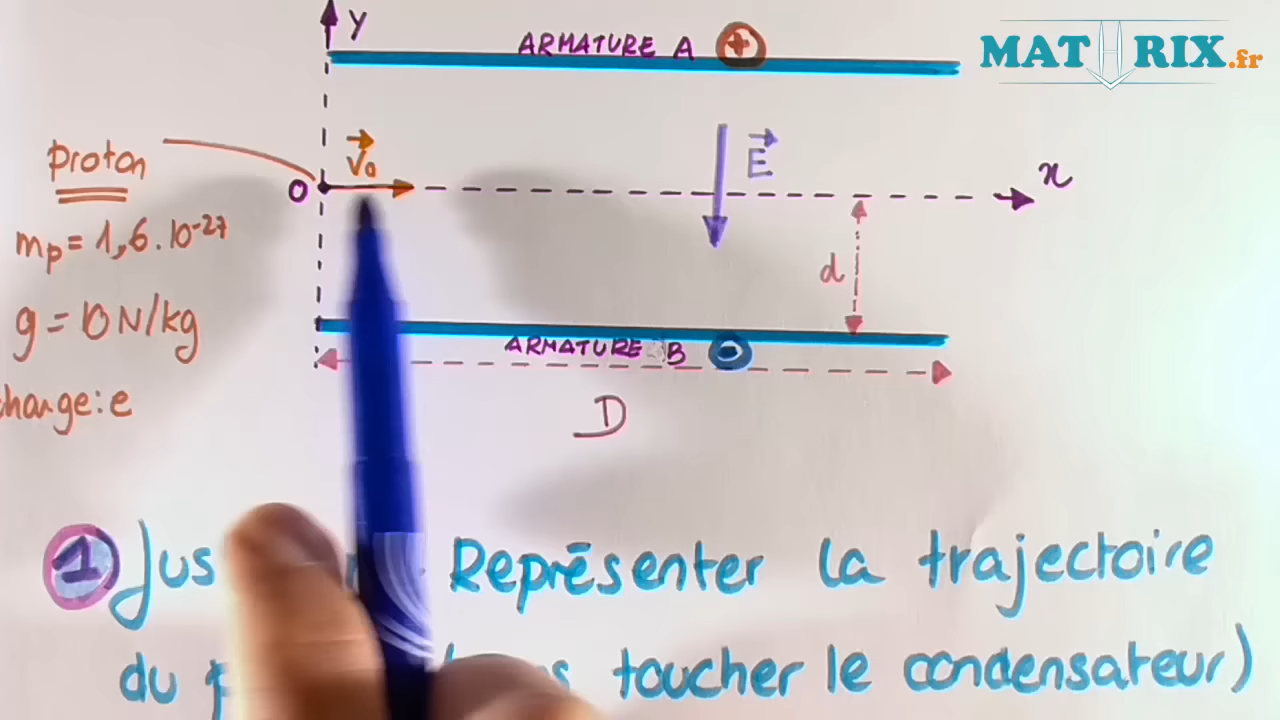 MATHRIX.fr
y
ARMATURE A +
proton
V₀
E
x
O
mp = 1,6.10⁻²⁷
d
g = 10 N/kg
ARMATURE B -
charge: e
D
1 Jus Représenter la trajectoire
du toucher le condensateur)